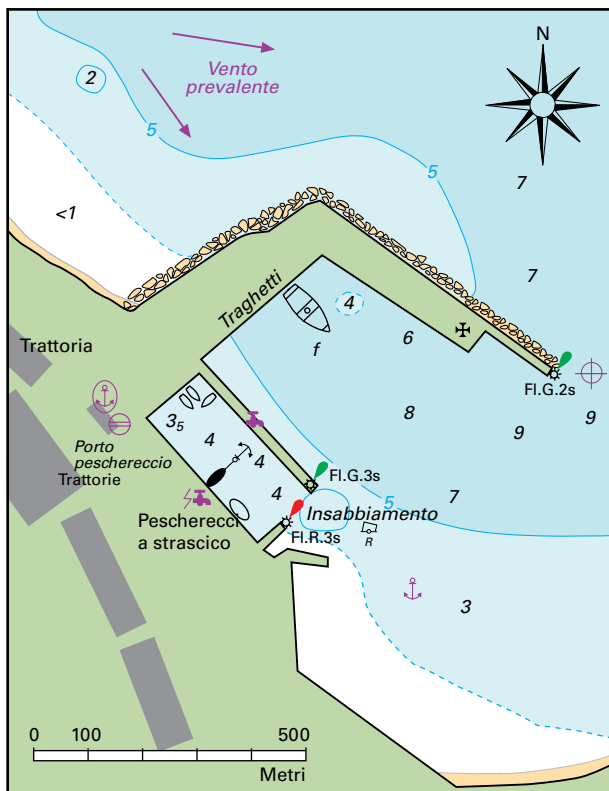 N
Vento
prevalente
2
5
5
7
<1
7
Traghetti
4
6
f
Trattoria
Fl.G.2s
8
9
9
3₅
4
Porto
peschereccio
Trattorie
4
4
Fl.G.3s
7
5
Insabbiamento
Pescherecci
a strascico
Fl.R.3s
R
3
0 100 500
Metri